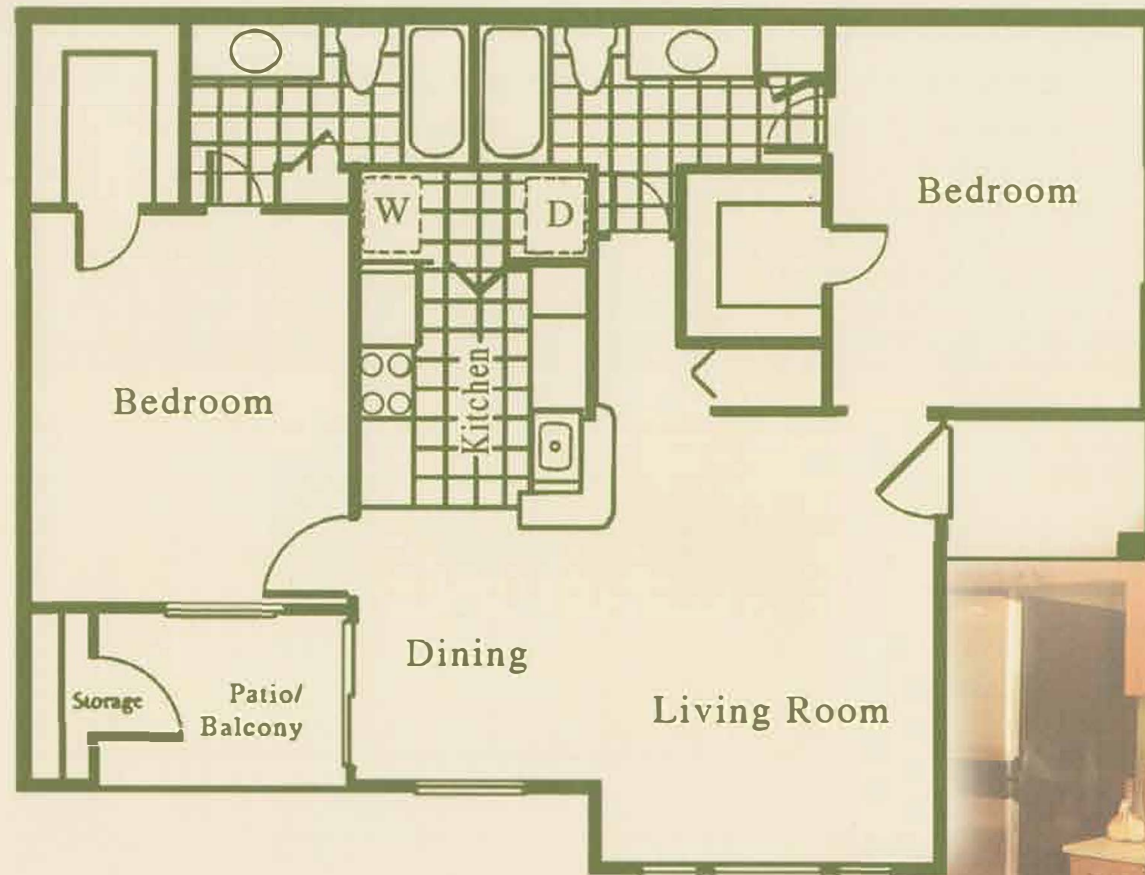 W
D
Bedroom
Kitchen
Bedroom
Dining
Storage
Patio/
Balcony
Living Room